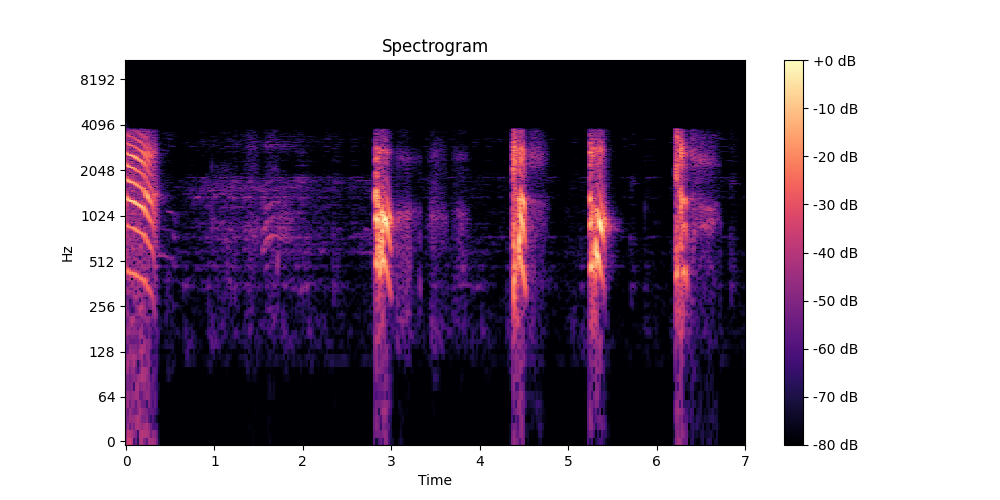 Spectrogram
8192
4096
2048
1024
512
256
128
64
0
Hz
0 1 2 3 4 5 6 7
Time
+0 dB
-10 dB
-20 dB
-30 dB
-40 dB
-50 dB
-60 dB
-70 dB
-80 dB